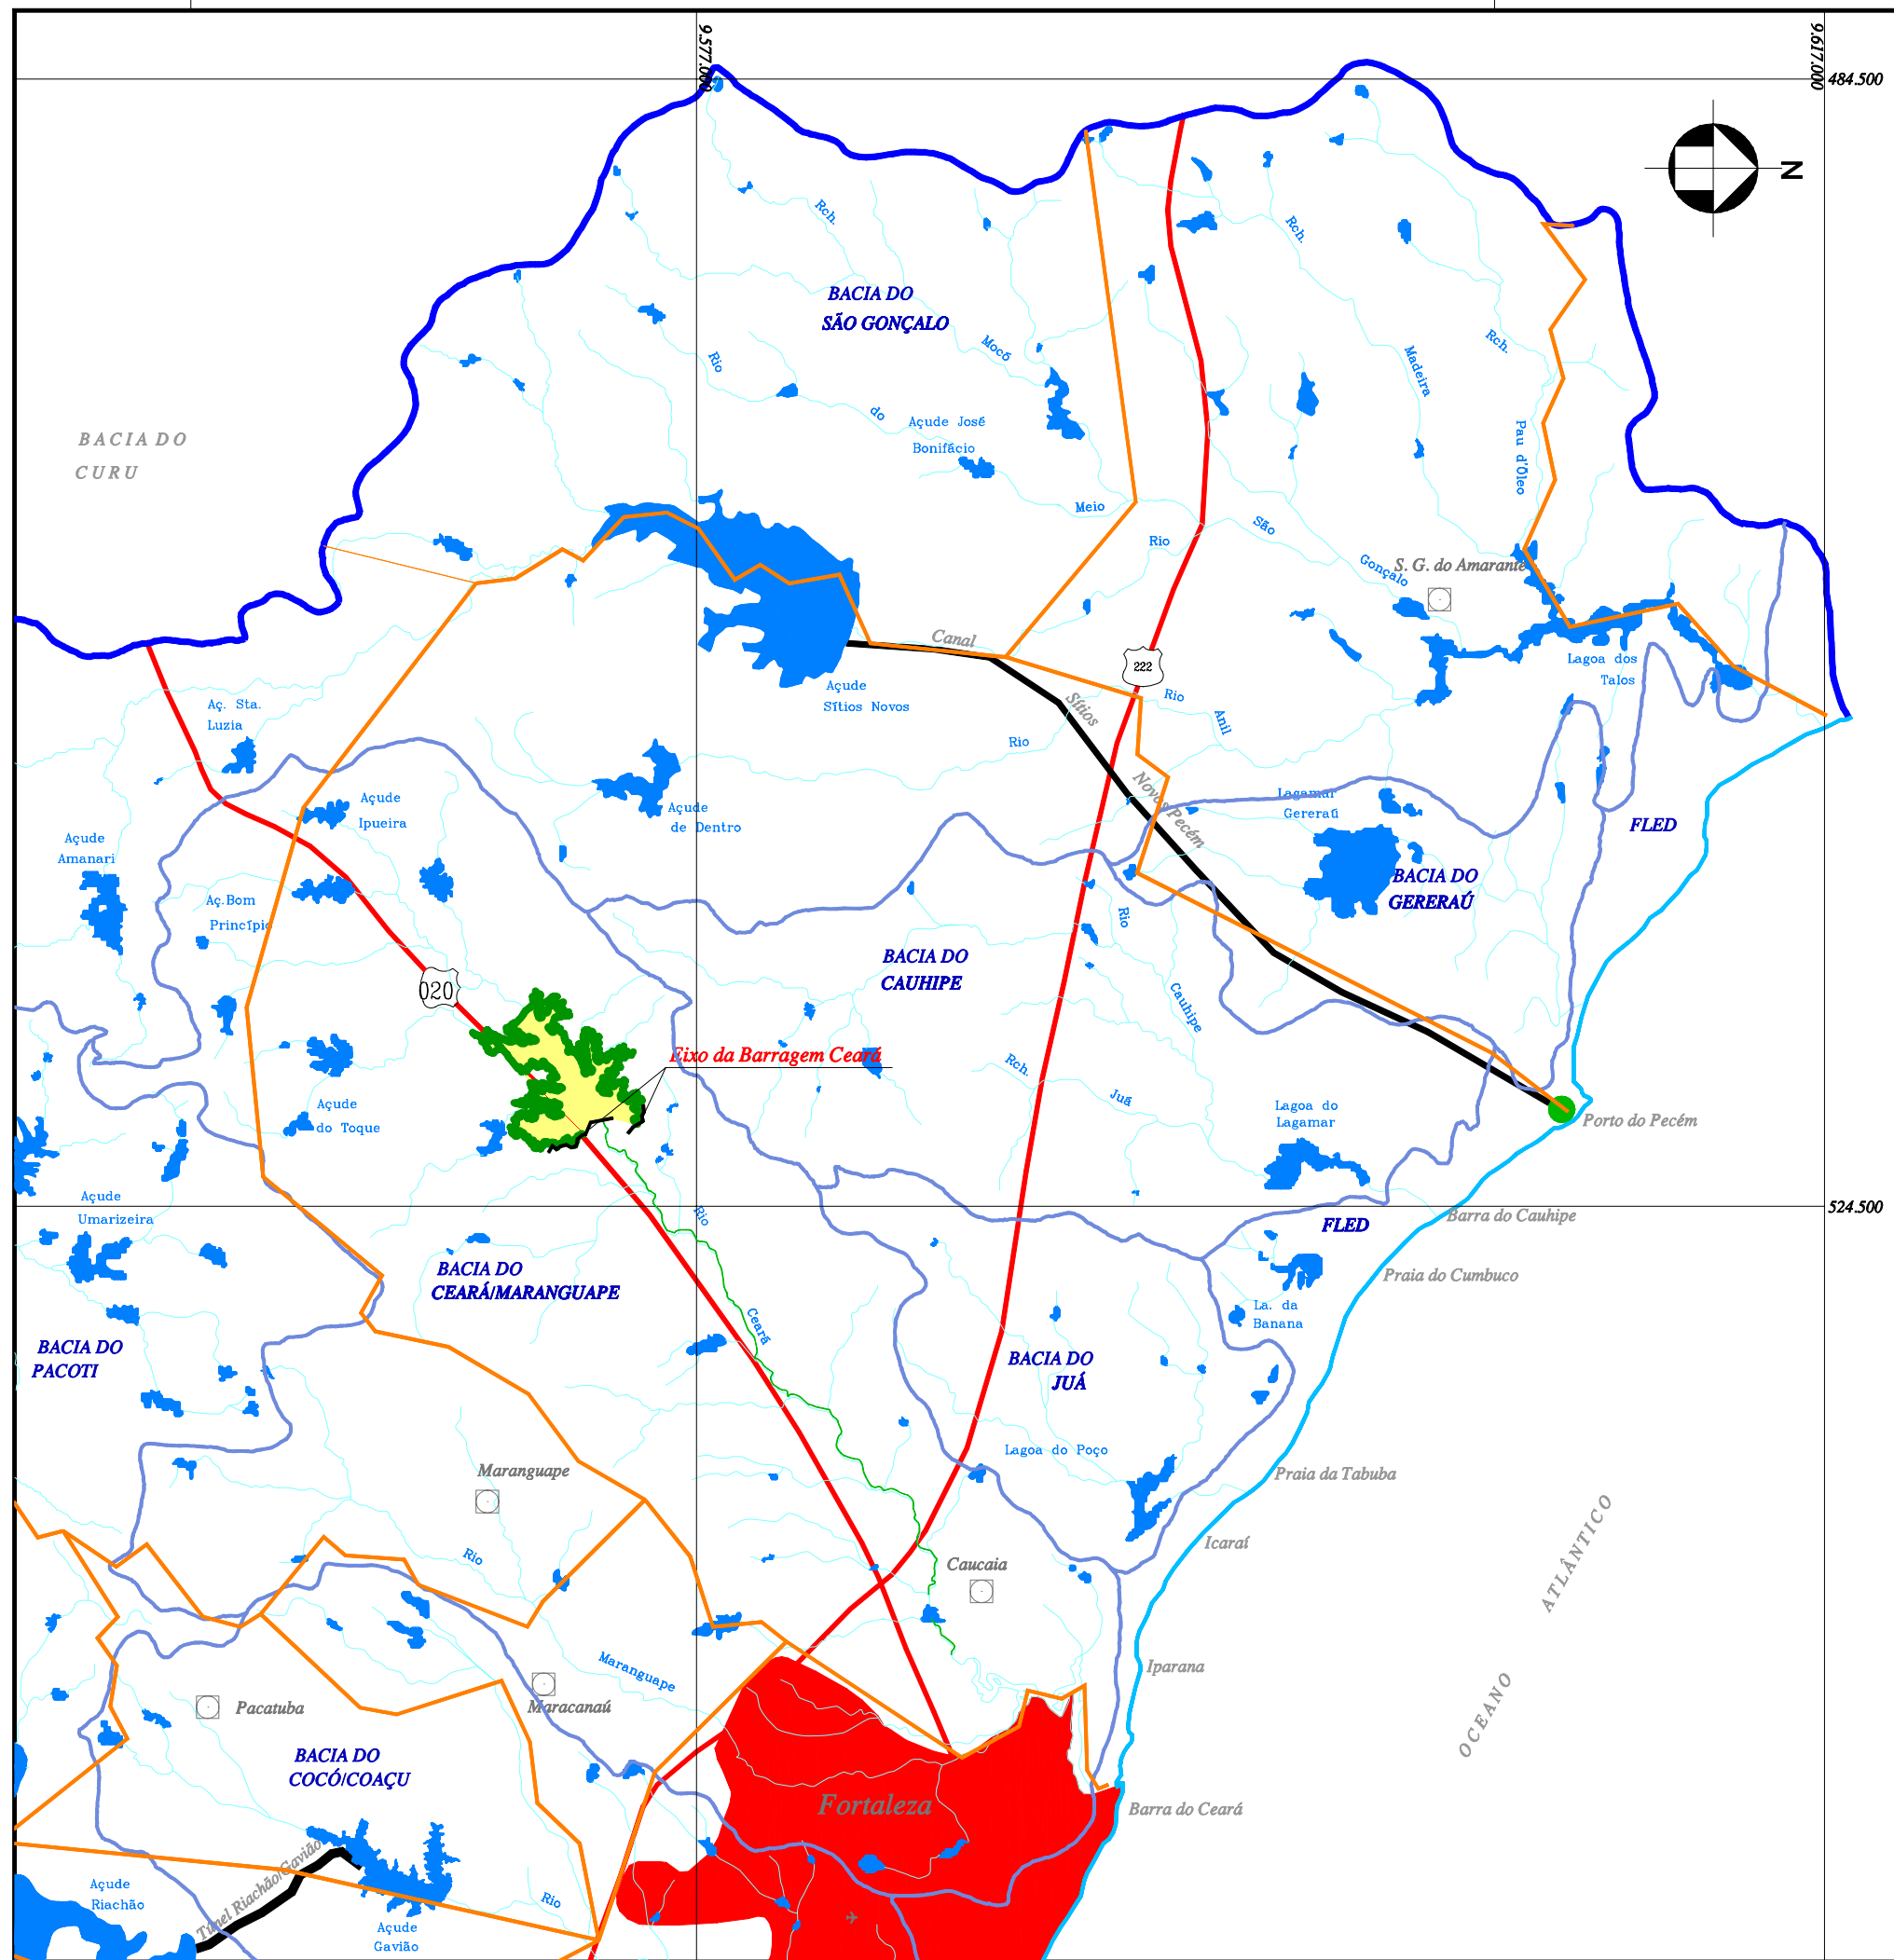 9.577.000
9.617.000
484.500
N
Rch.
Rch.
BACIA DO
SÃO GONÇALO
Rch.
Mocó
Rio
Madeira
do
Açude José
Bonifácio
Pau d'Óleo
BACIA DO
CURU
Meio
São
Rio
Gonçalo
S. G. do Amarante
Canal
222
Lagoa dos
Talos
Açude
Sítios Novos
Rio
Sítios
Anil
Aç. Sta.
Luzia
Rio
Novos
Pecém
Lagamar
Gereraú
Açude
Ipueira
Açude
de Dentro
FLED
Açude
Amanari
BACIA DO
GERERAÚ
Aç.Bom
Princípio
Rio
BACIA DO
CAUHIPE
020
Cauhipe
Eixo da Barragem Ceará
Rch.
Juá
Açude
do Toque
Lagoa do
Lagamar
Porto do Pecém
Açude
Umarizeira
Rio
524.500
Barra do Cauhipe
FLED
BACIA DO
CEARÁ/MARANGUAPE
Praia do Cumbuco
Ceará
La. da
Banana
BACIA DO
PACOTI
BACIA DO
JUÁ
Lagoa do Poço
Maranguape
Praia da Tabuba
Icaraí
ATLÂNTICO
Rio
Caucaia
Maranguape
Iparana
Pacatuba
Maracanaú
OCEANO
BACIA DO
COCÓ/COAÇU
Fortaleza
Barra do Ceará
Túnel Riachão/Gavião
Açude
Riachão
Rio
Açude
Gavião